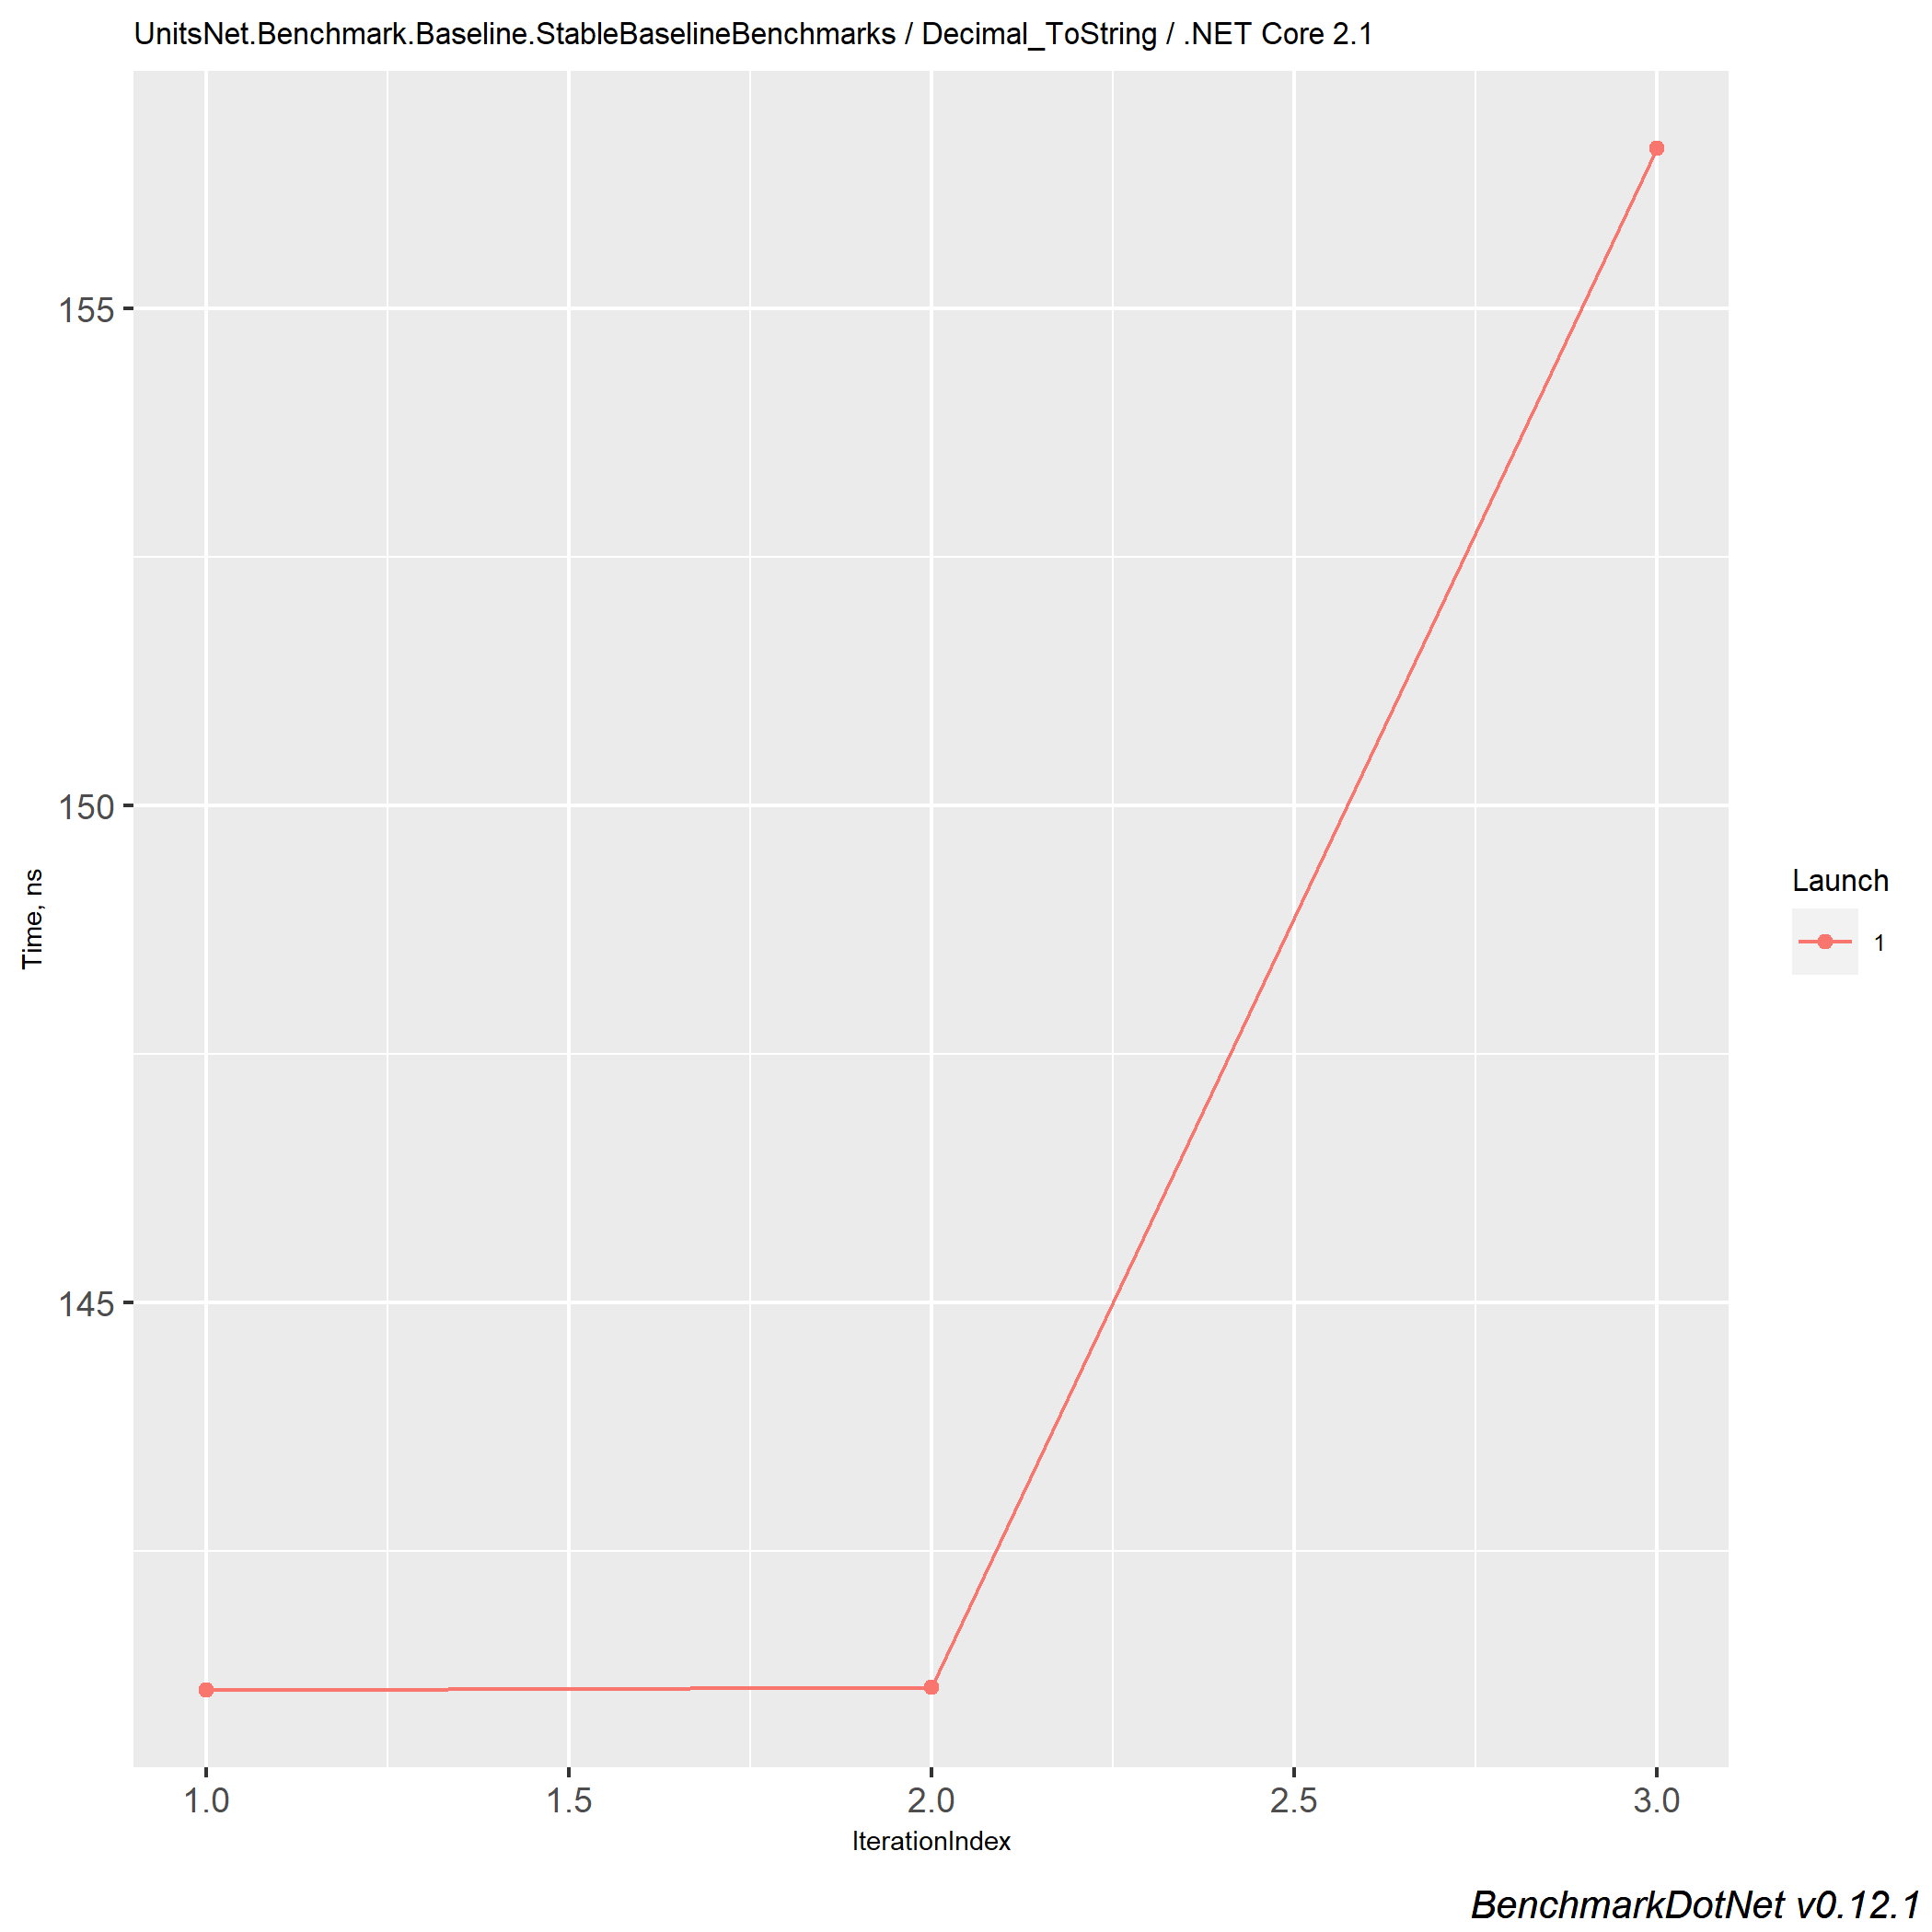 UnitsNet.Benchmark.Baseline.StableBaselineBenchmarks / Decimal_ToString / .NET Core 2.1
155
150
145
Time, ns
Launch
1
1.0 1.5 2.0 2.5 3.0
IterationIndex
BenchmarkDotNet v0.12.1